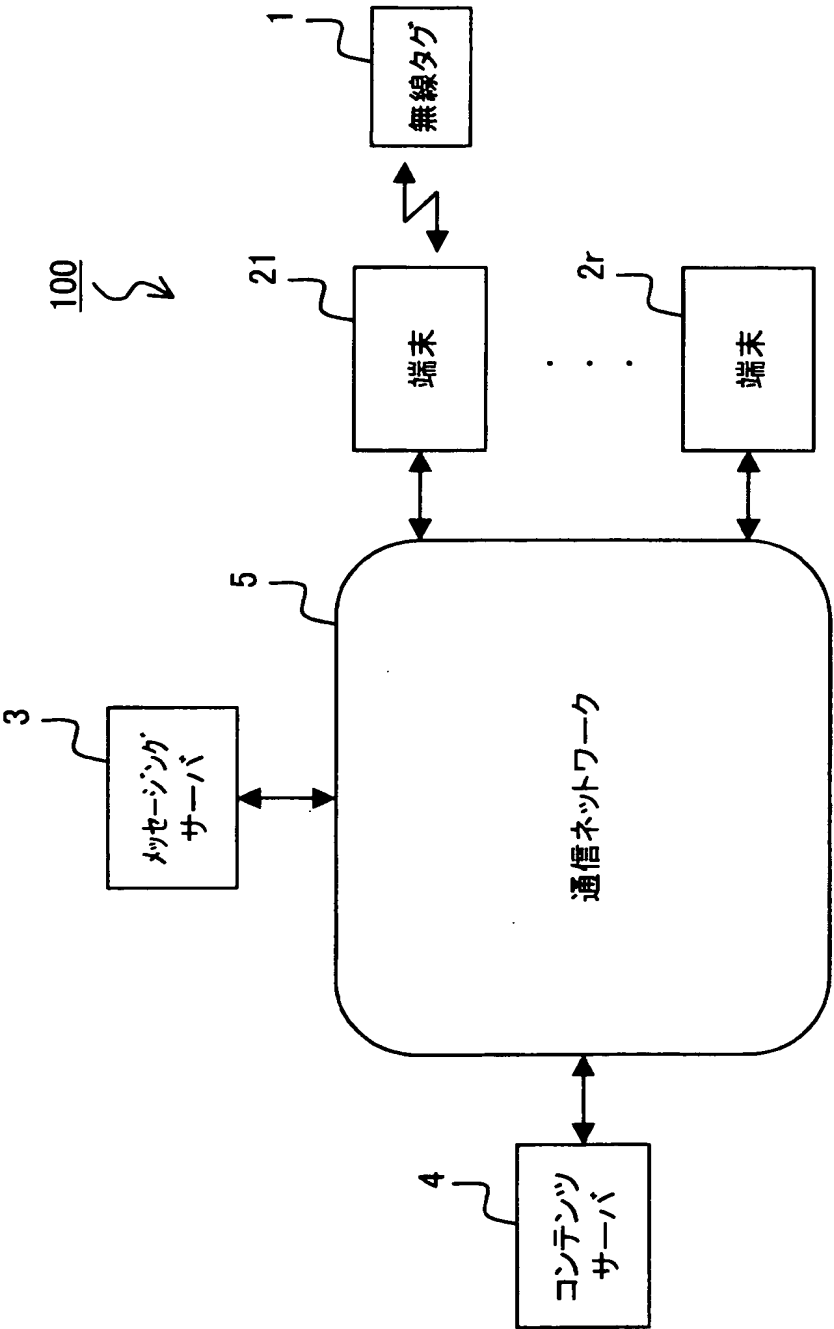 100
3
メッセージング
サーバ
4
コンテンツ
サーバ
5
通信ネットワーク
21
端末
1
無線タグ
・・・
2r
端末